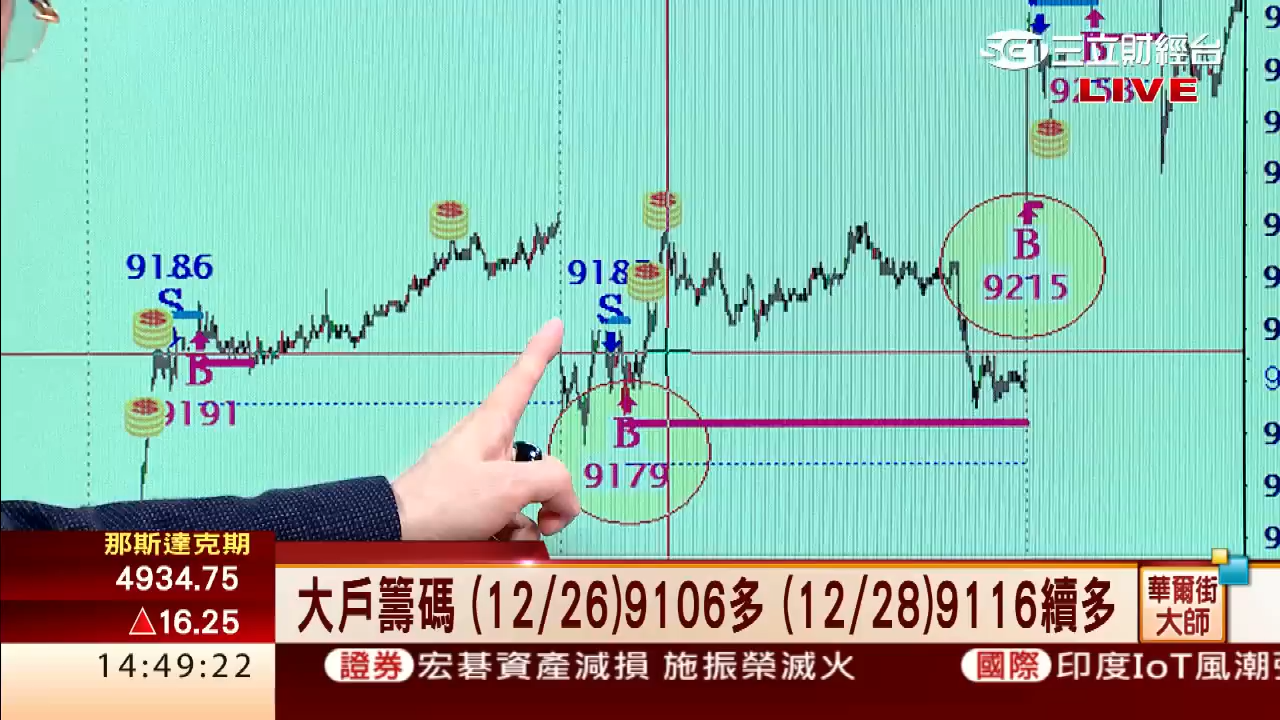 三立財經台
LIVE
9258
9186
S
B
9191
S
B
9179
B
9215
那斯達克期
4934.75
△16.25
14:49:22
大戶籌碼 (12/26)9106多 (12/28)9116續多
華爾街
大師
證券 宏碁資產減損 施振榮滅火
國際 印度IoT風潮